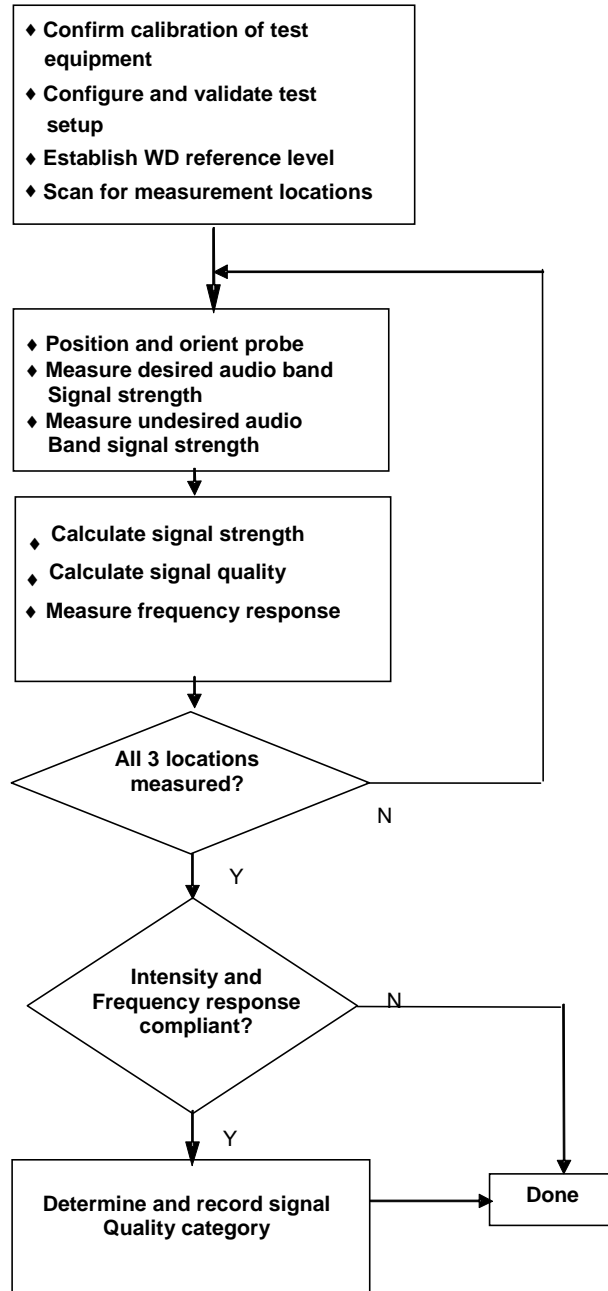 ♦ Confirm calibration of test
equipment
♦ Configure and validate test
setup
♦ Establish WD reference level
♦ Scan for measurement locations
♦ Position and orient probe
♦ Measure desired audio band
Signal strength
♦ Measure undesired audio
Band signal strength
♦ Calculate signal strength
♦ Calculate signal quality
♦ Measure frequency response
All 3 locations
measured?
N
Y
Intensity and
Frequency response
compliant?
N
Y
Determine and record signal
Quality category
Done